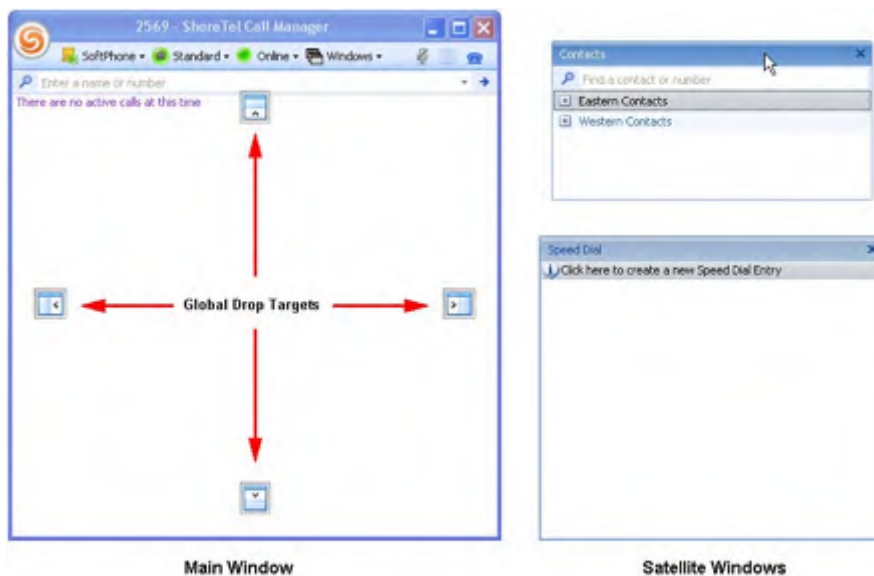 2569 - ShoreTel Call Manager
SoftPhone Standard Online Windows
Enter a name or number
There are no active calls at this time
Global Drop Targets
Main Window
Contacts
Find a contact or number
Eastern Contacts
Western Contacts
Speed Dial
Click here to create a new Speed Dial Entry
Satellite Windows